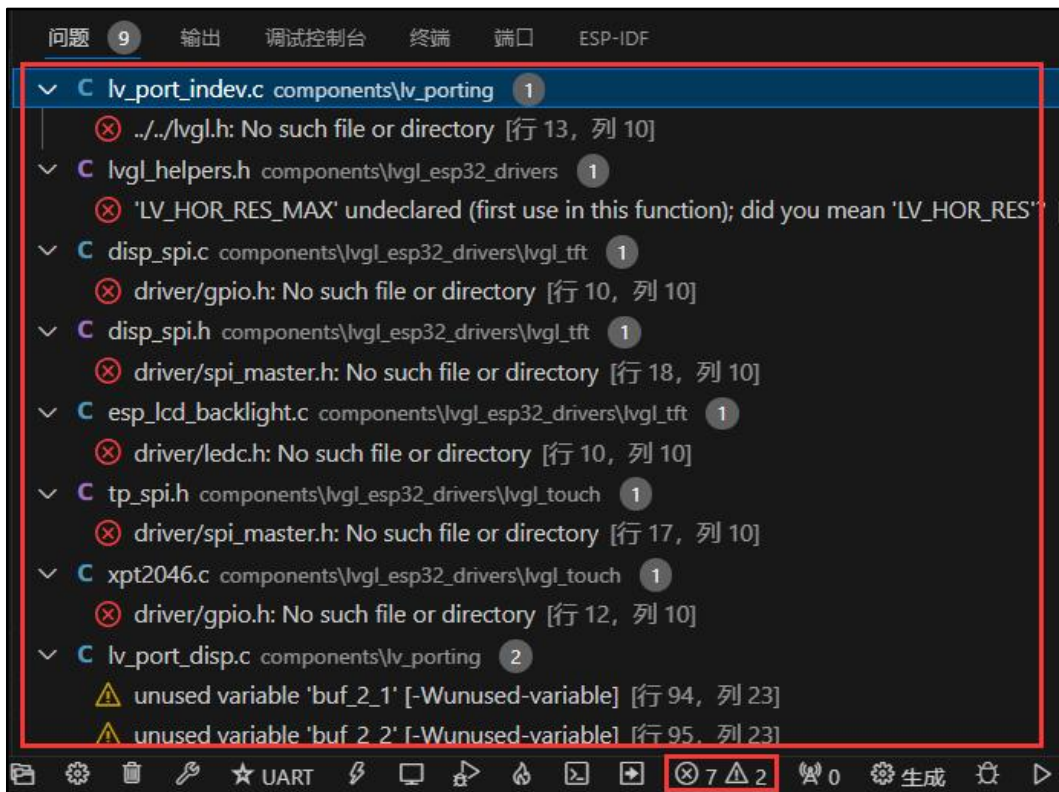 问题 9 输出 调试控制台 终端 端口 ESP-IDF
C lv_port_indev.c components\lv_porting 1
../../lvgl.h: No such file or directory [行 13，列 10]
C lvgl_helpers.h components\lvgl_esp32_drivers 1
'LV_HOR_RES_MAX' undeclared (first use in this function); did you mean 'LV_HOR_RES'?
C disp_spi.c components\lvgl_esp32_drivers\lvgl_tft 1
driver/gpio.h: No such file or directory [行 10，列 10]
C disp_spi.h components\lvgl_esp32_drivers\lvgl_tft 1
driver/spi_master.h: No such file or directory [行 18，列 10]
C esp_lcd_backlight.c components\lvgl_esp32_drivers\lvgl_tft 1
driver/ledc.h: No such file or directory [行 10，列 10]
C tp_spi.h components\lvgl_esp32_drivers\lvgl_touch 1
driver/spi_master.h: No such file or directory [行 17，列 10]
C xpt2046.c components\lvgl_esp32_drivers\lvgl_touch 1
driver/gpio.h: No such file or directory [行 12，列 10]
C lv_port_disp.c components\lv_porting 2
unused variable 'buf_2_1' [-Wunused-variable] [行 94，列 23]
unused variable 'buf_2_2' [-Wunused-variable] [行 95，列 23]
UART 7 2 0 生成